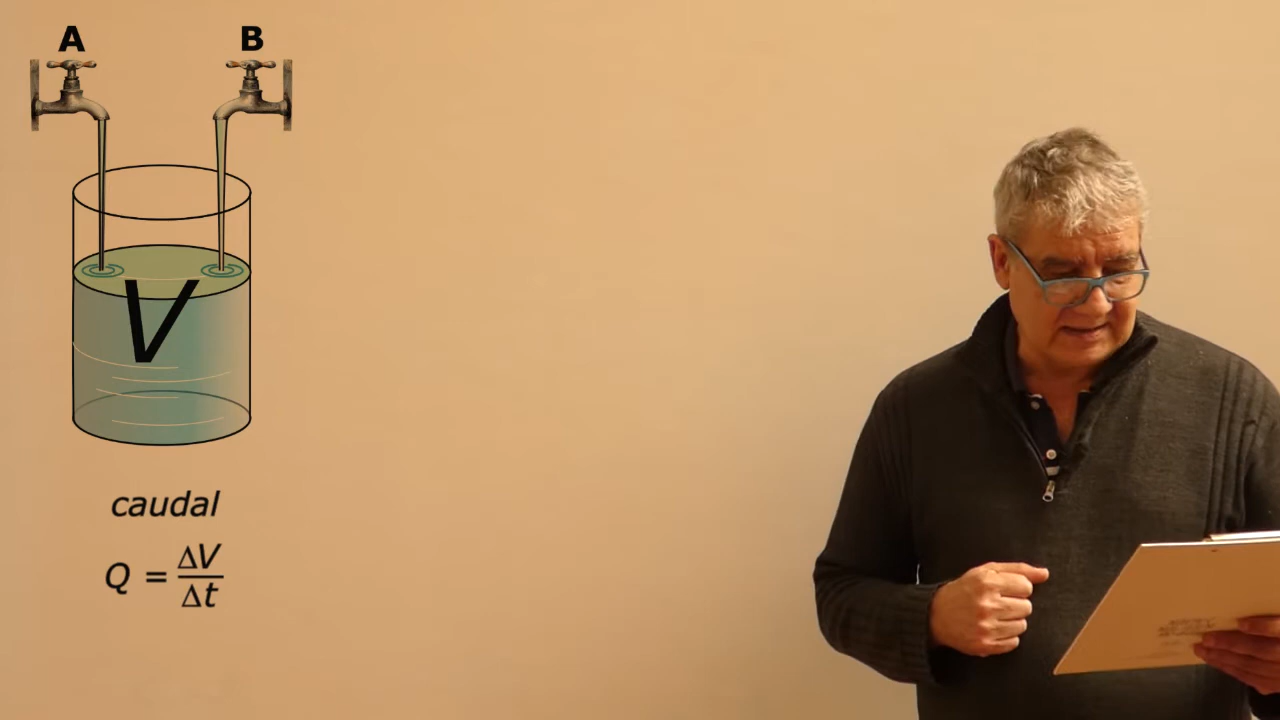 A B
V
caudal
Q = ΔV/Δt